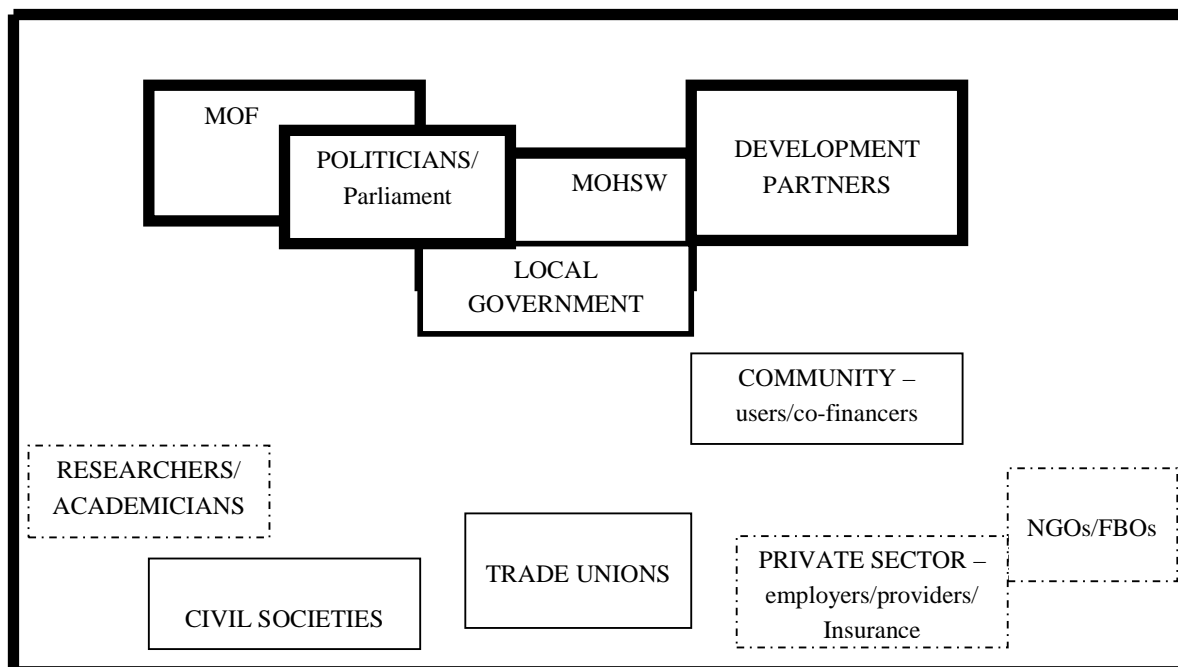 MOF
POLITICIANS/
Parliament
MOHSW
DEVELOPMENT
PARTNERS
LOCAL
GOVERNMENT
COMMUNITY –
users/co-financers
RESEARCHERS/
ACADEMICIANS
NGOs/FBOs
TRADE UNIONS
PRIVATE SECTOR –
employers/providers/
Insurance
CIVIL SOCIETIES